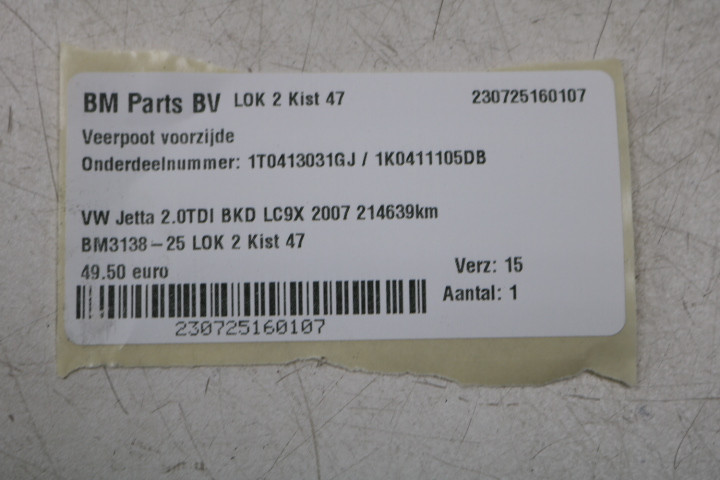 BM Parts BV LOK 2 Kist 47 230725160107
Veerpoot voorzijde
Onderdeelnummer: 1T0413031GJ / 1K0411105DB
VW Jetta 2.0TDI BKD LC9X 2007 214639km
BM3138-25 LOK 2 Kist 47
49.50 euro Verz: 15
Aantal: 1
230725160107